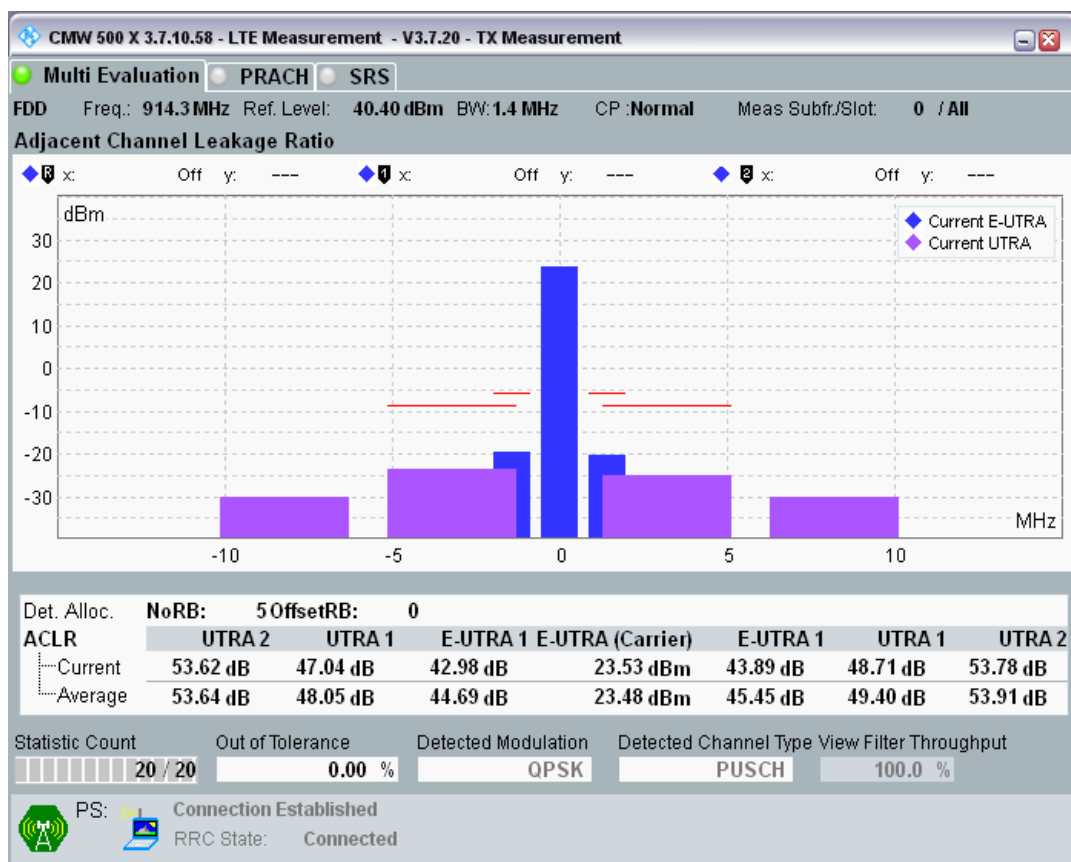 CMW 500 X 3.7.10.58 - LTE Measurement - V3.7.20 - TX Measurement
Multi Evaluation PRACH SRS
FDD Freq.: 914.3 MHz Ref. Level: 40.40 dBm BW: 1.4 MHz CP :Normal Meas Subfr./Slot: 0 / All
Adjacent Channel Leakage Ratio
R x: Off y: --- 1 x: Off y: --- 2 x: Off y: ---
dBm
Current E-UTRA
Current UTRA
30
20
10
0
-10
-20
-30
MHz
-10 -5 0 5 10
Det. Alloc. NoRB: 5 OffsetRB: 0
ACLR UTRA 2 UTRA 1 E-UTRA 1 E-UTRA (Carrier) E-UTRA 1 UTRA 1 UTRA 2
Current 53.62 dB 47.04 dB 42.98 dB 23.53 dBm 43.89 dB 48.71 dB 53.78 dB
Average 53.64 dB 48.05 dB 44.69 dB 23.48 dBm 45.45 dB 49.40 dB 53.91 dB
Statistic Count Out of Tolerance Detected Modulation Detected Channel Type View Filter Throughput
20 / 20 0.00 % QPSK PUSCH 100.0 %
PS: Connection Established
RRC State: Connected